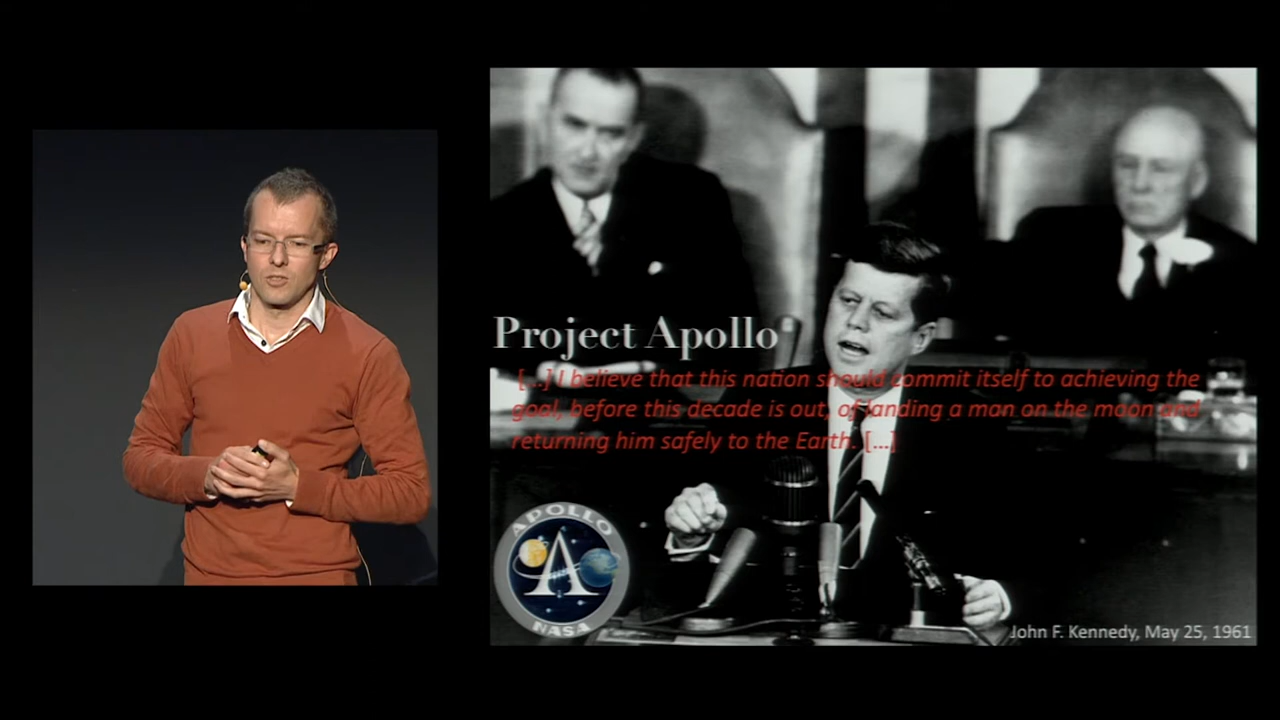 Project Apollo
[...] I believe that this nation should commit itself to achieving the
goal, before this decade is out, of landing a man on the moon and
returning him safely to the Earth. [...]
APOLLO
A
NASA
John F. Kennedy, May 25, 1961